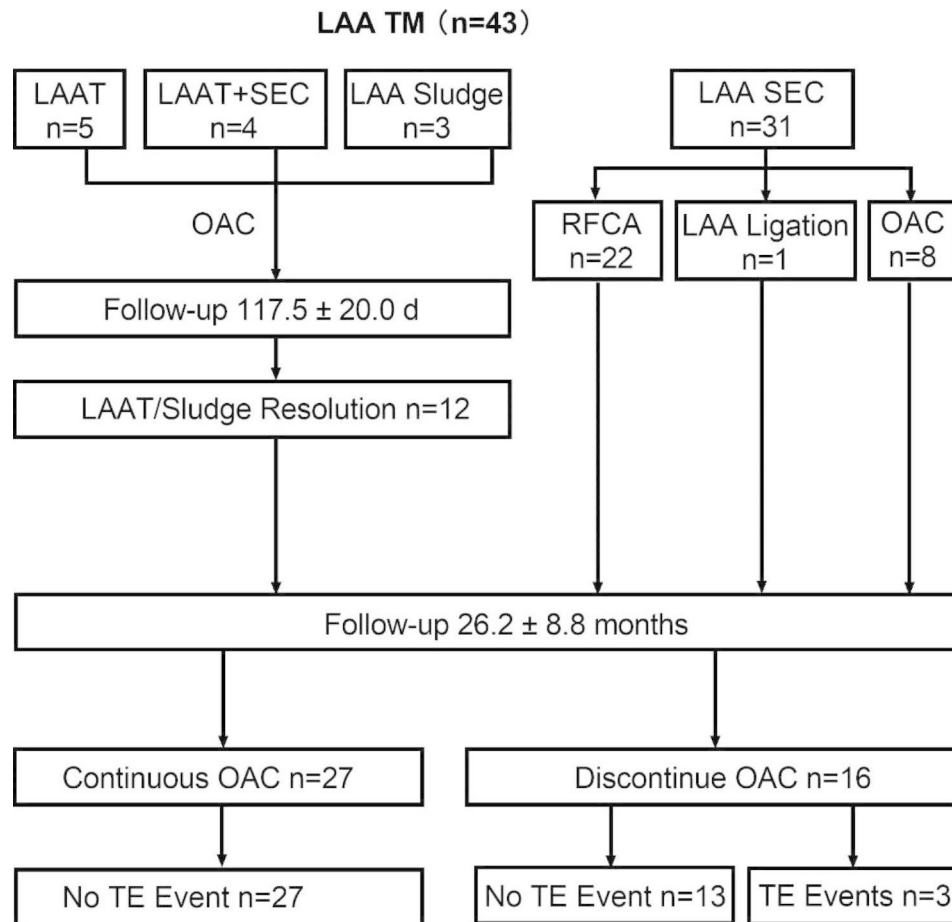 LAA TM（n=43）
LAAT
n=5
LAAT+SEC
n=4
LAA Sludge
n=3
LAA SEC
n=31
OAC
RFCA
n=22
LAA Ligation
n=1
OAC
n=8
Follow-up 117.5 ± 20.0 d
LAAT/Sludge Resolution n=12
Follow-up 26.2 ± 8.8 months
Continuous OAC n=27
Discontinue OAC n=16
No TE Event n=27
No TE Event n=13
TE Events n=3